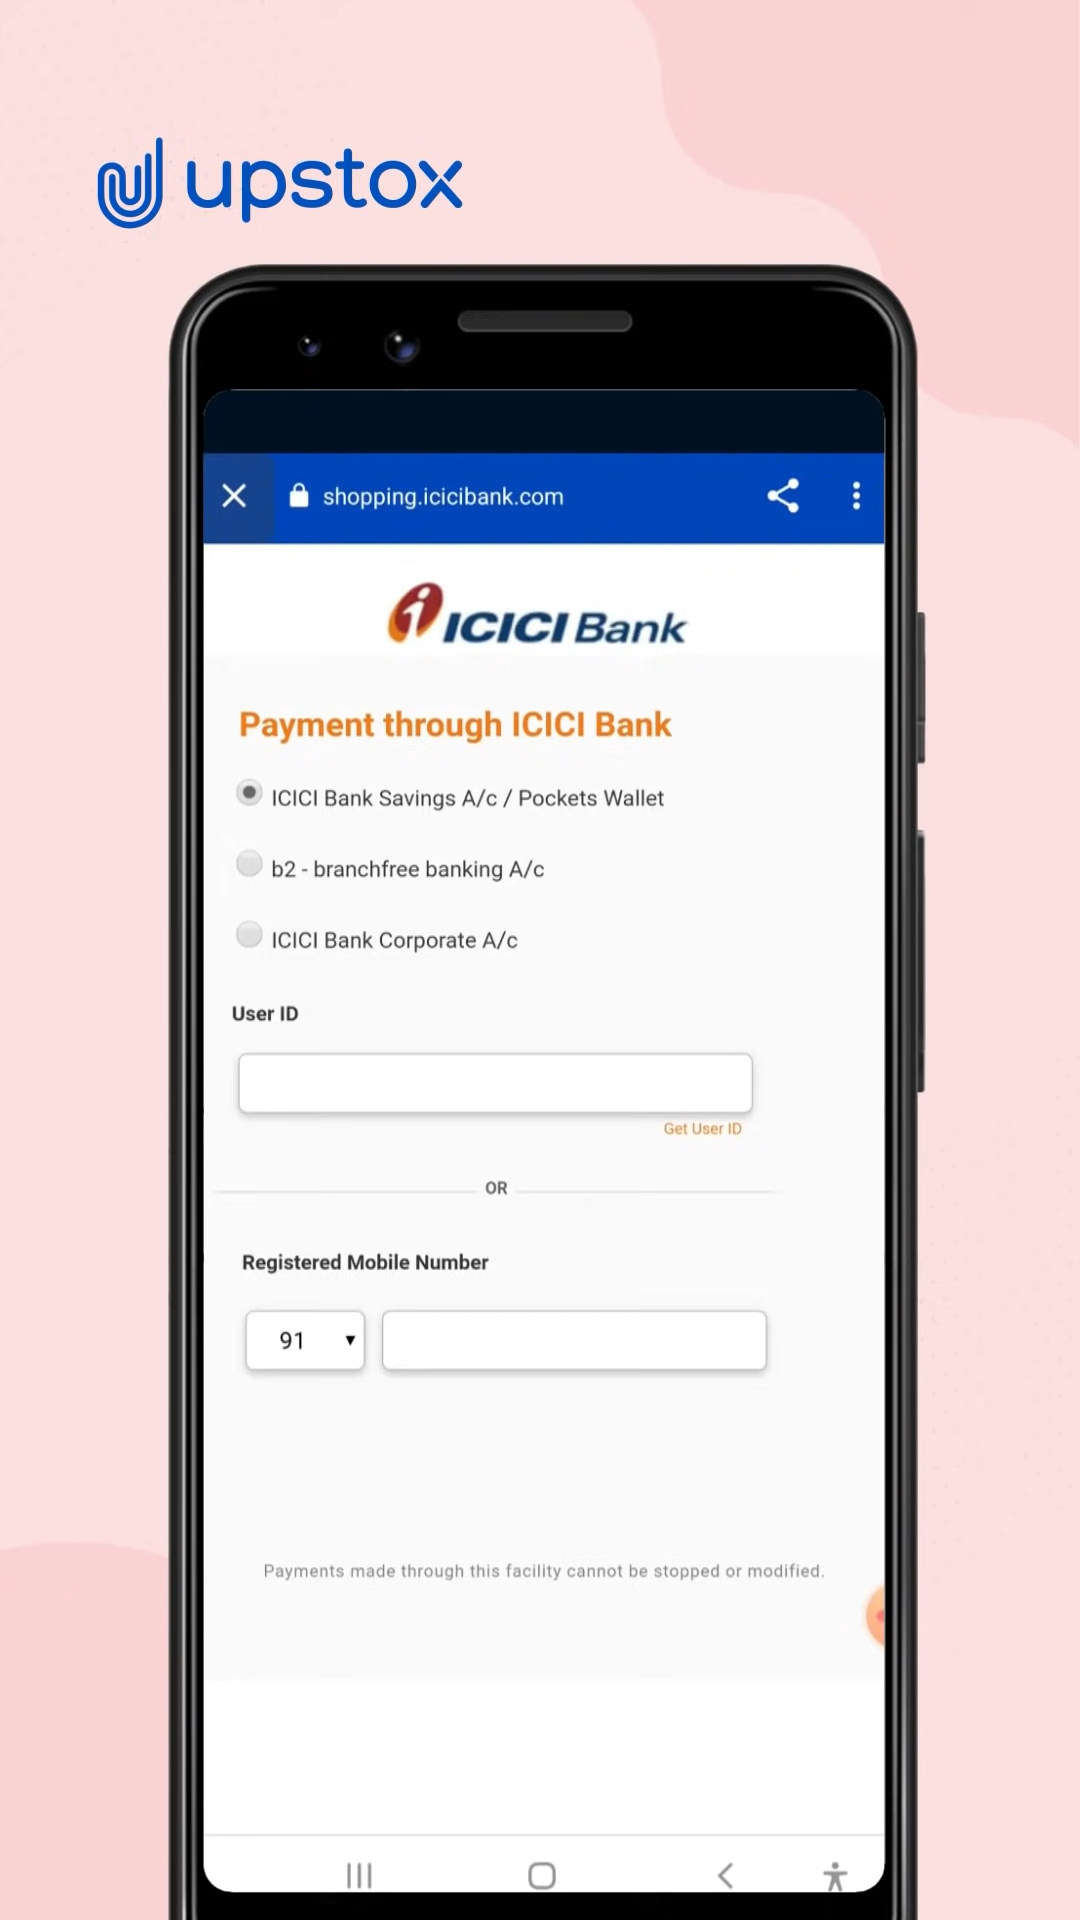 upstox
shopping.icicibank.com
ICICI Bank
Payment through ICICI Bank
ICICI Bank Savings A/c / Pockets Wallet
b2 - branchfree banking A/c
ICICI Bank Corporate A/c
User ID
Get User ID
OR
Registered Mobile Number
91
Payments made through this facility cannot be stopped or modified.